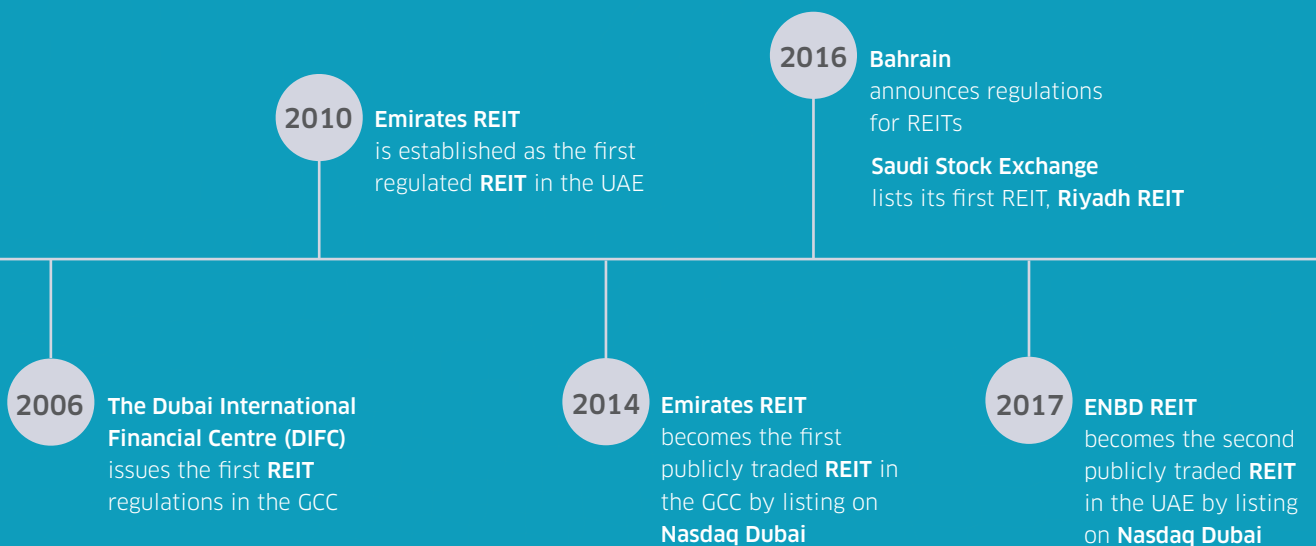 2006
The Dubai International
Financial Centre (DIFC)
issues the first REIT
regulations in the GCC
2010
Emirates REIT
is established as the first
regulated REIT in the UAE
2014
Emirates REIT
becomes the first
publicly traded REIT in
the GCC by listing on
Nasdaq Dubai
2016
Bahrain
announces regulations
for REITs
Saudi Stock Exchange
lists its first REIT, Riyadh REIT
2017
ENBD REIT
becomes the second
publicly traded REIT
in the UAE by listing
on Nasdaq Dubai